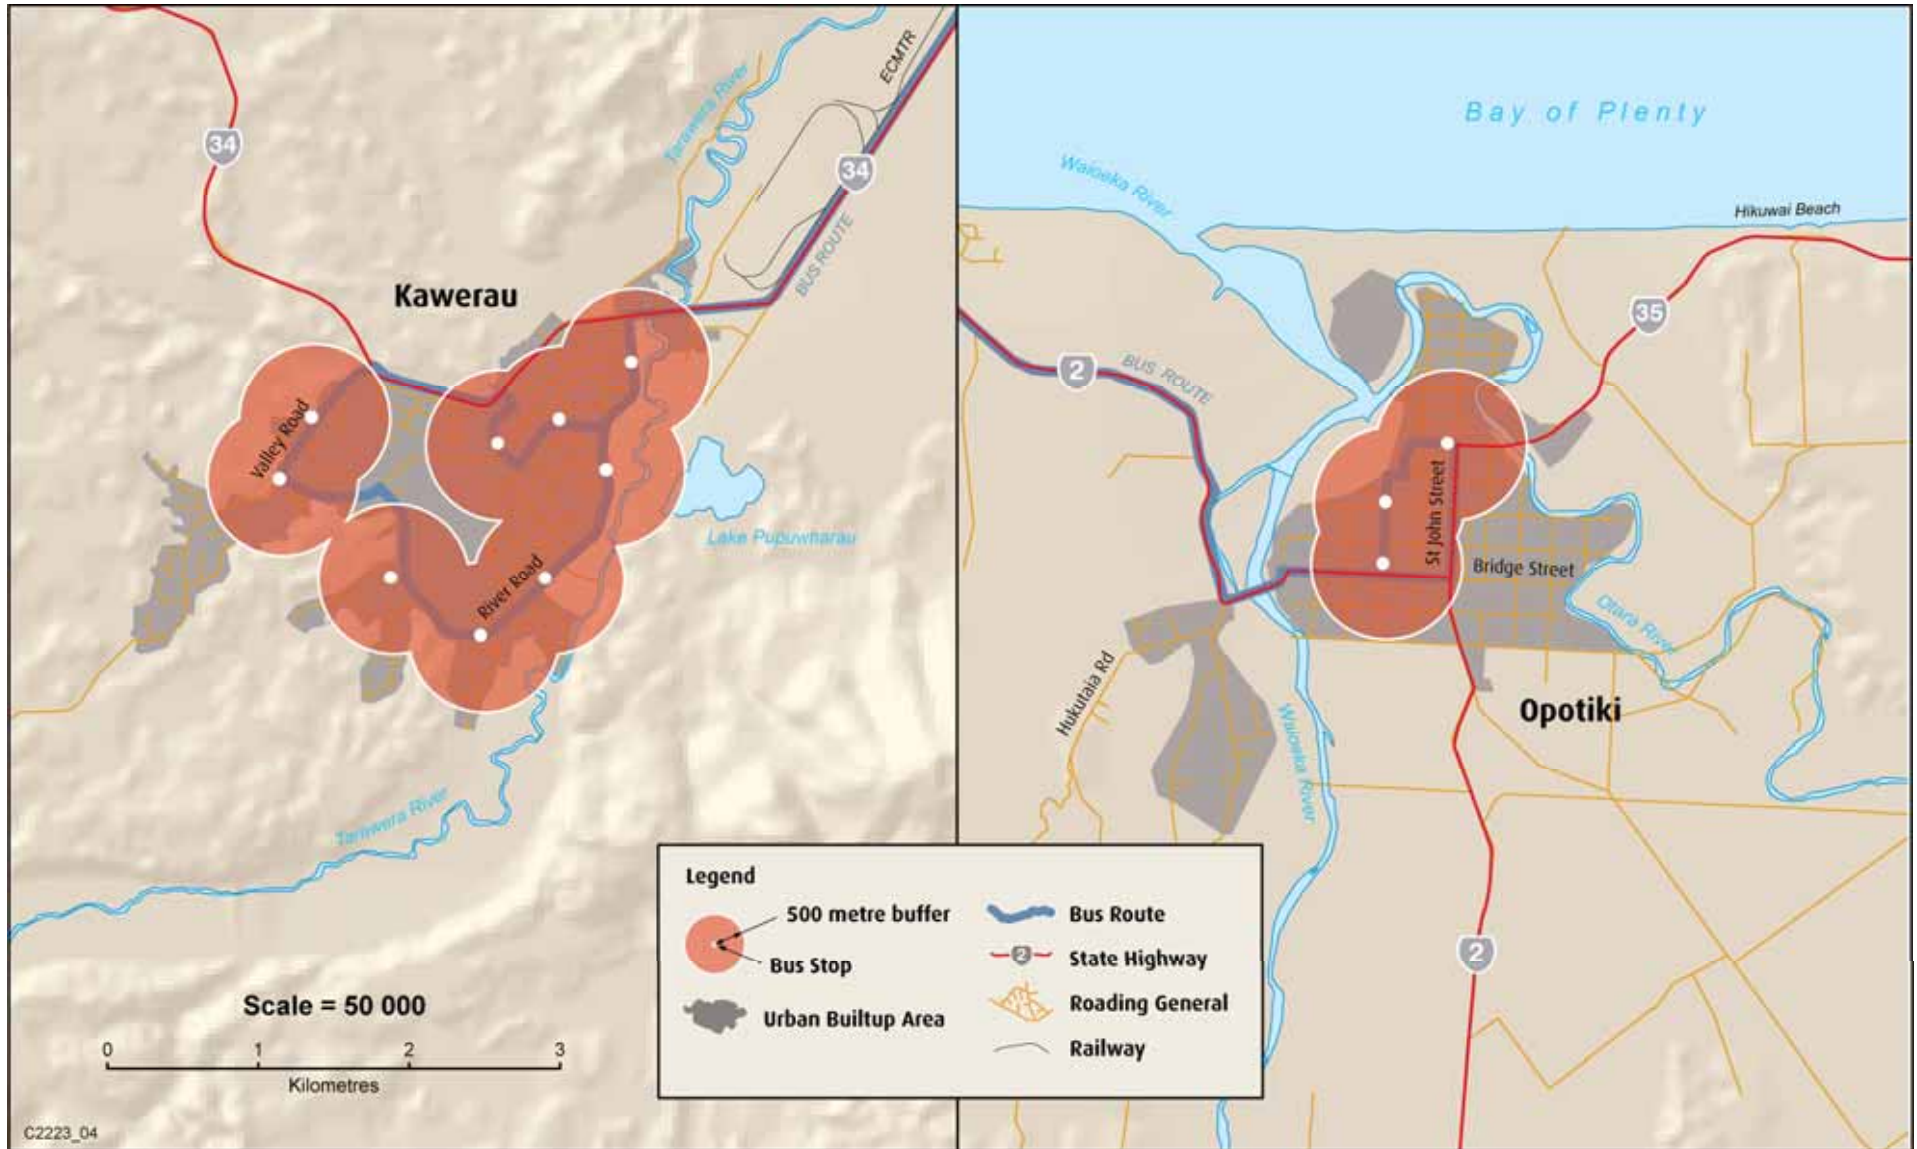 34
Tarawera River
ECMTR
34
BUS ROUTE
Kawerau
Valley Road
River Road
Lake Pupuwharau
Tarawera River
Scale = 50 000
0 1 2 3
Kilometres
C2223_04
Bay of Plenty
Waioeka River
Hikuwai Beach
35
2
BUS ROUTE
St John Street
Bridge Street
Otara River
Hukutaia Rd
Opotiki
Waioeka River
2
Legend
500 metre buffer
Bus Stop
Urban Builtup Area
Bus Route
2
State Highway
Roading General
Railway